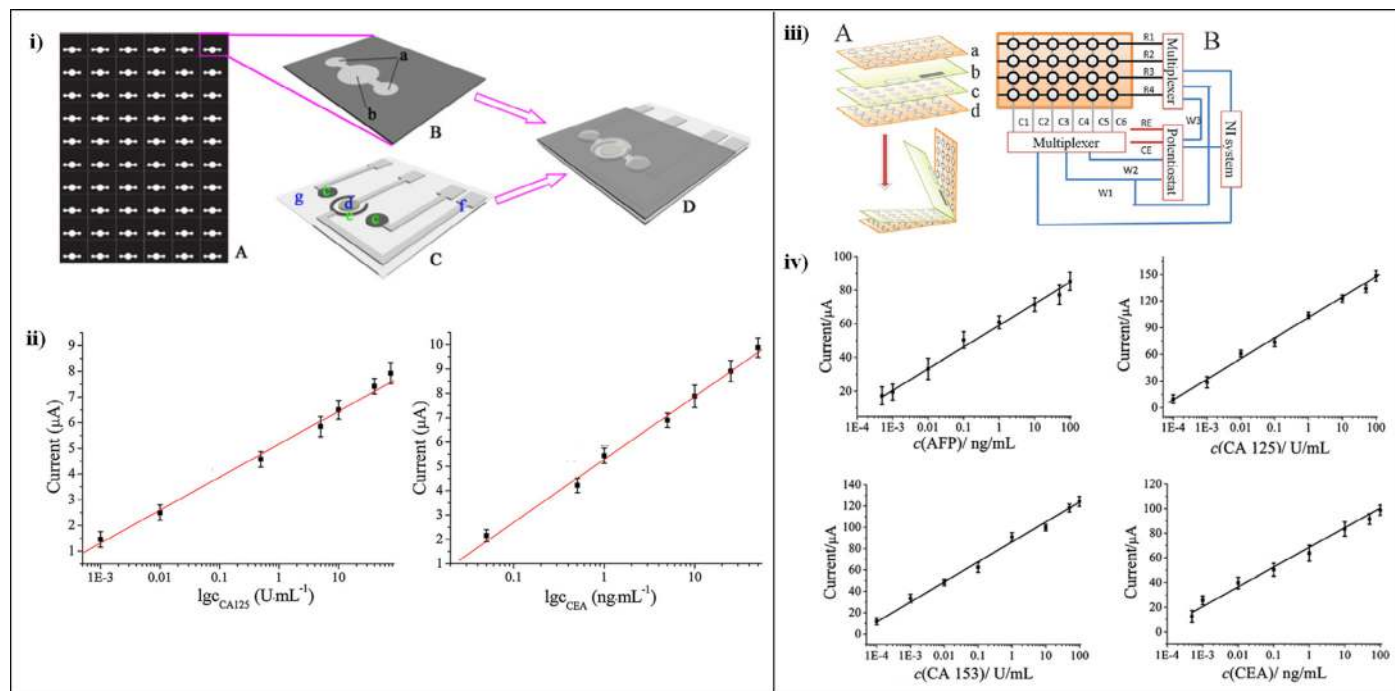 i)
a
b
A
B
g
c
d
e
c
f
C
D
ii)
9
8
7
6
5
4
3
2
1
Current (μA)
1E-3 0.01 0.1 1 10
lgc CA125 (U·mL⁻¹)
10
9
8
7
6
5
4
3
2
1
Current (μA)
0.1 1 10
lgc CEA (ng·mL⁻¹)
iii)
A
a
b
c
d
B
R1
R2
R3
R4
Multiplexer
C1 C2 C3 C4 C5 C6
Multiplexer
RE
CE
W3
W2
W1
Potentiostat
NI system
iv)
100
80
60
40
20
0
Current/μA
1E-4 1E-3 0.01 0.1 1 10 100
c(AFP)/ ng/mL
150
120
90
60
30
0
Current/μA
1E-4 1E-3 0.01 0.1 1 10 100
c(CA 125)/ U/mL
140
120
100
80
60
40
20
0
Current/μA
1E-4 1E-3 0.01 0.1 1 10 100
c(CA 153)/ U/mL
120
100
80
60
40
20
0
Current/μA
1E-4 1E-3 0.01 0.1 1 10 100
c(CEA)/ ng/mL